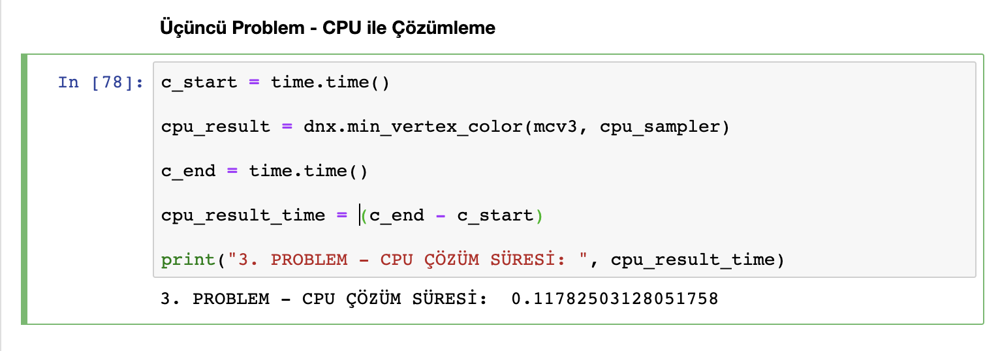 Üçüncü Problem - CPU ile Çözümleme
In [78]: c_start = time.time()
cpu_result = dnx.min_vertex_color(mcv3, cpu_sampler)
c_end = time.time()
cpu_result_time = (c_end - c_start)
print("3. PROBLEM - CPU ÇÖZÜM SÜRESİ: ", cpu_result_time)
3. PROBLEM - CPU ÇÖZÜM SÜRESİ:  0.11782503128051758